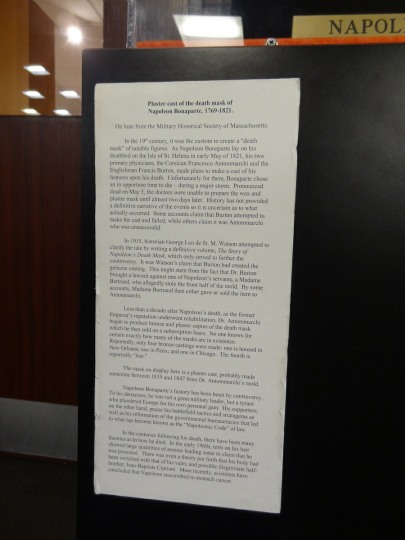 NAPOL
Plaster cast of the death mask of
Napoleon Bonaparte, 1769-1821.
On loan from the Military Historical Society of Massachusetts.
In the 19th century, it was the custom to create a "death
mask" of notable figures. As Napoleon Bonaparte lay on his
deathbed on the Isle of St. Helena in early May of 1821, his two
primary physicians, the Corsican Francesco Antommarchi and the
Englishman Francis Burton, made plans to make a cast of his
features upon his death. Unfortunately for them, Bonaparte chose
an in opportune time to die – during a major storm. Pronounced
dead on May 5, the doctors were unable to prepare the wax and
plaster mask until almost two days later. History has not provided
a definitive narrative of the events so it is uncertain as to what
actually occurred. Some accounts claim that Burton attempted to
make the cast and failed, while others claim it was Antommarchi
who was unsuccessful.
In 1915, historian George Leo de St. M. Watson attempted to
clarify the tale by writing a definitive volume, The Story of
Napoleon's Death Mask, which only served to further the
controversy. It was Watson's claim that Burton had created the
genuine casting. This might stem from the fact that Dr. Burton
brought a lawsuit against one of Napoleon's servants, a Madame
Bertrand, who allegedly stole the front half of the mold. By some
accounts, Madame Bertrand then either gave or sold the item to
Antommarchi.
Less than a decade after Napoleon's death, as the former
Emperor's reputation underwent rehabilitation, Dr. Antommarchi
began to produce bronze and plaster copies of the death mask
which he then sold on a subscription basis. No one knows for
certain exactly how many of the masks are in existence.
Reportedly, only four bronze castings were made: one is housed in
New Orleans; one in Paris; and one in Chicago. The fourth is
reportedly "lost."
The mask on display here is a plaster cast, probably made
sometime between 1839 and 1847 from Dr. Antommarchi's mold.
Napoleon Bonaparte's history has been beset by controversy.
To his detractors, he was not a great military leader, but a tyrant
who plundered Europe for his own personal gain. His supporters,
on the other hand, praise his battlefield tactics and strategems as
well as his reformation of the governmental bureaucracies that led
to what has become known as the "Napoleonic Code" of law.
In the centuries following his death, there have been many
theories as to how he died. In the early 1960s, tests on his hair
showed large quantities of arsenic leading some to claim that he
was poisoned. There was even a theory put forth that his body had
been switched with that of his valet, and possible illegitimate half-
brother, Jean-Baptiste Cipriani. More recently, scientists have
concluded that Napoleon succumbed to stomach cancer.